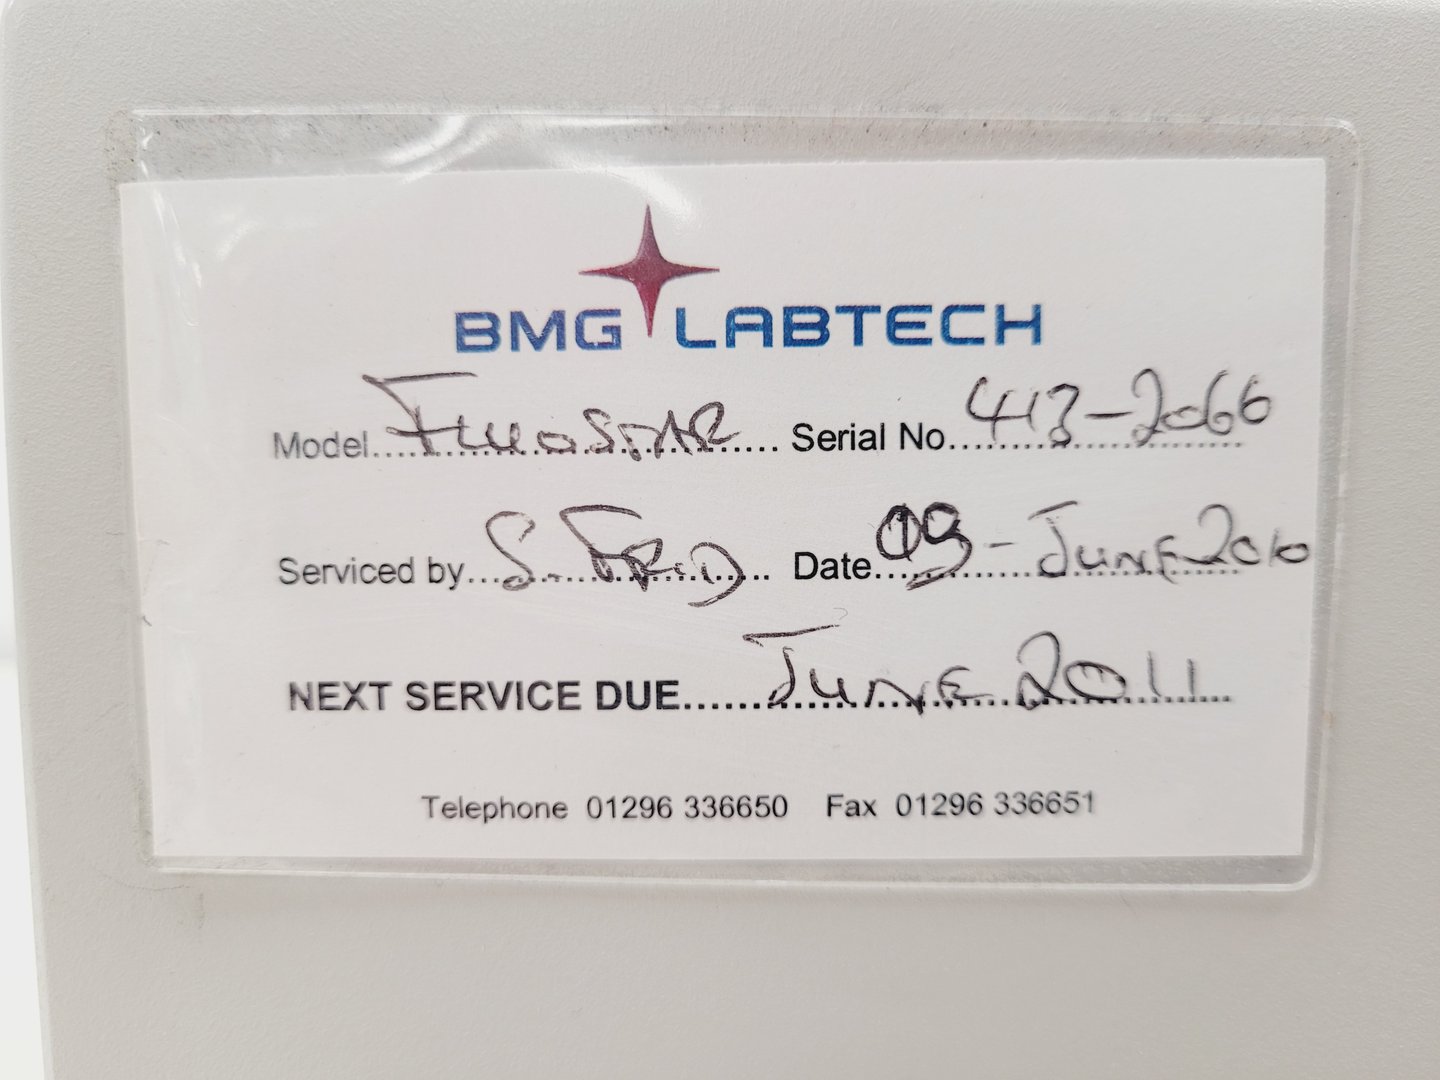 BMG LABTECH
Model....FLUOSTAR.... Serial No....413-2066....
Serviced by....S. FRID.... Date....09-JUNE 2010....
NEXT SERVICE DUE....JUNE 2011....
Telephone 01296 336650 Fax 01296 336651